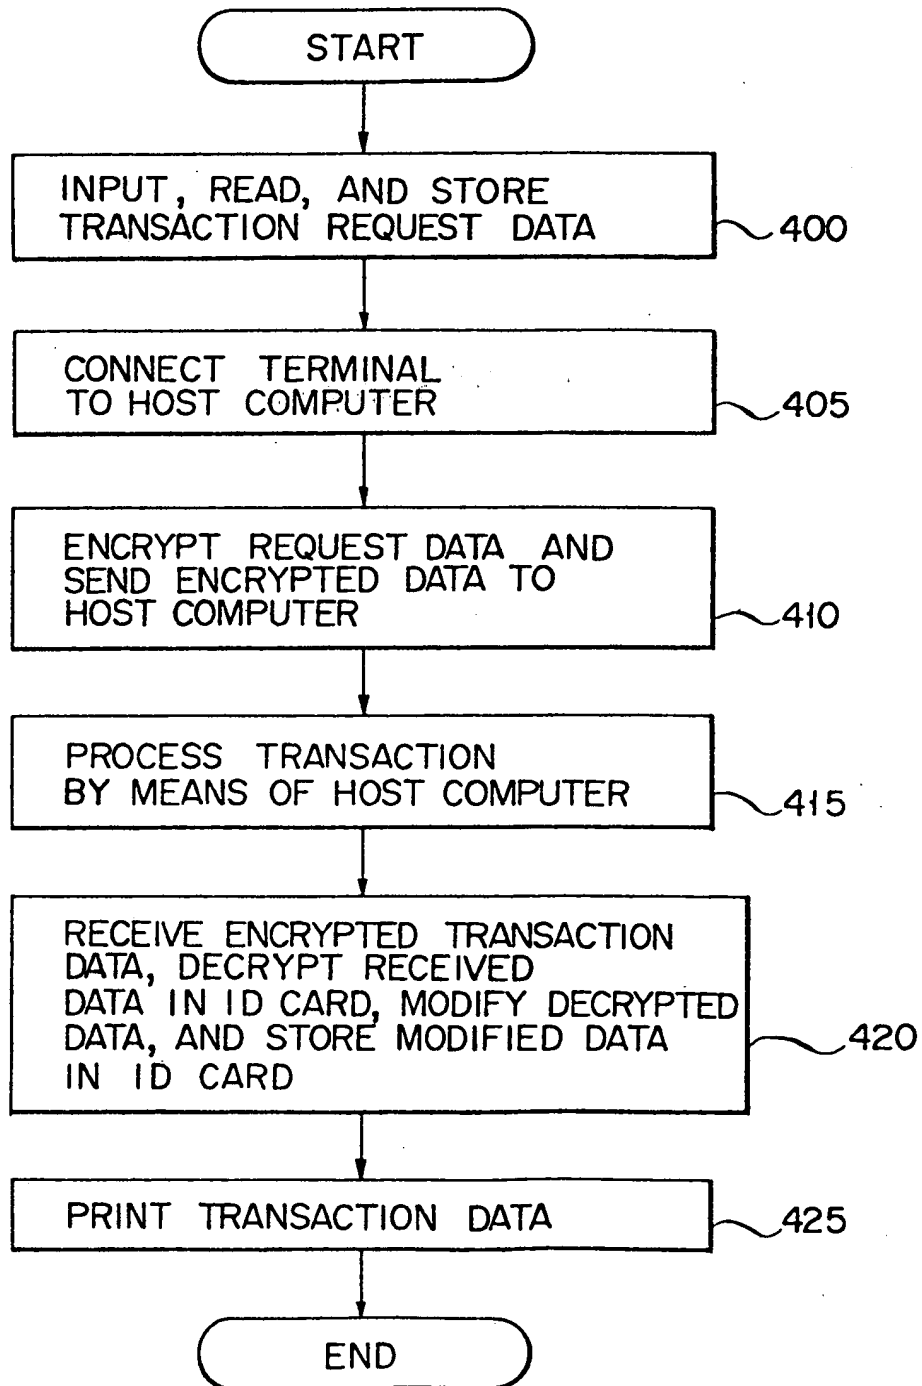 START
INPUT, READ, AND STORE
TRANSACTION REQUEST DATA
400
CONNECT TERMINAL
TO HOST COMPUTER
405
ENCRYPT REQUEST DATA AND
SEND ENCRYPTED DATA TO
HOST COMPUTER
410
PROCESS TRANSACTION
BY MEANS OF HOST COMPUTER
415
RECEIVE ENCRYPTED TRANSACTION
DATA, DECRYPT RECEIVED
DATA IN ID CARD, MODIFY DECRYPTED
DATA, AND STORE MODIFIED DATA
IN ID CARD
420
PRINT TRANSACTION DATA
425
END